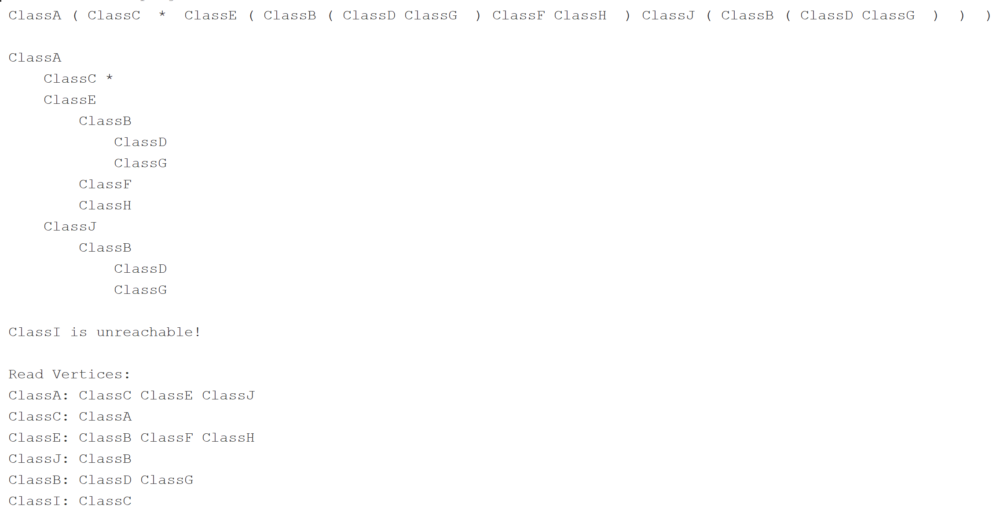 ClassA ( ClassC  *  ClassE ( ClassB ( ClassD ClassG  ) ClassF ClassH  ) ClassJ ( ClassB ( ClassD ClassG  )  )  )
ClassA
    ClassC *
    ClassE
        ClassB
            ClassD
            ClassG
        ClassF
        ClassH
    ClassJ
        ClassB
            ClassD
            ClassG
ClassI is unreachable!
Read Vertices:
ClassA: ClassC ClassE ClassJ
ClassC: ClassA
ClassE: ClassB ClassF ClassH
ClassJ: ClassB
ClassB: ClassD ClassG
ClassI: ClassC